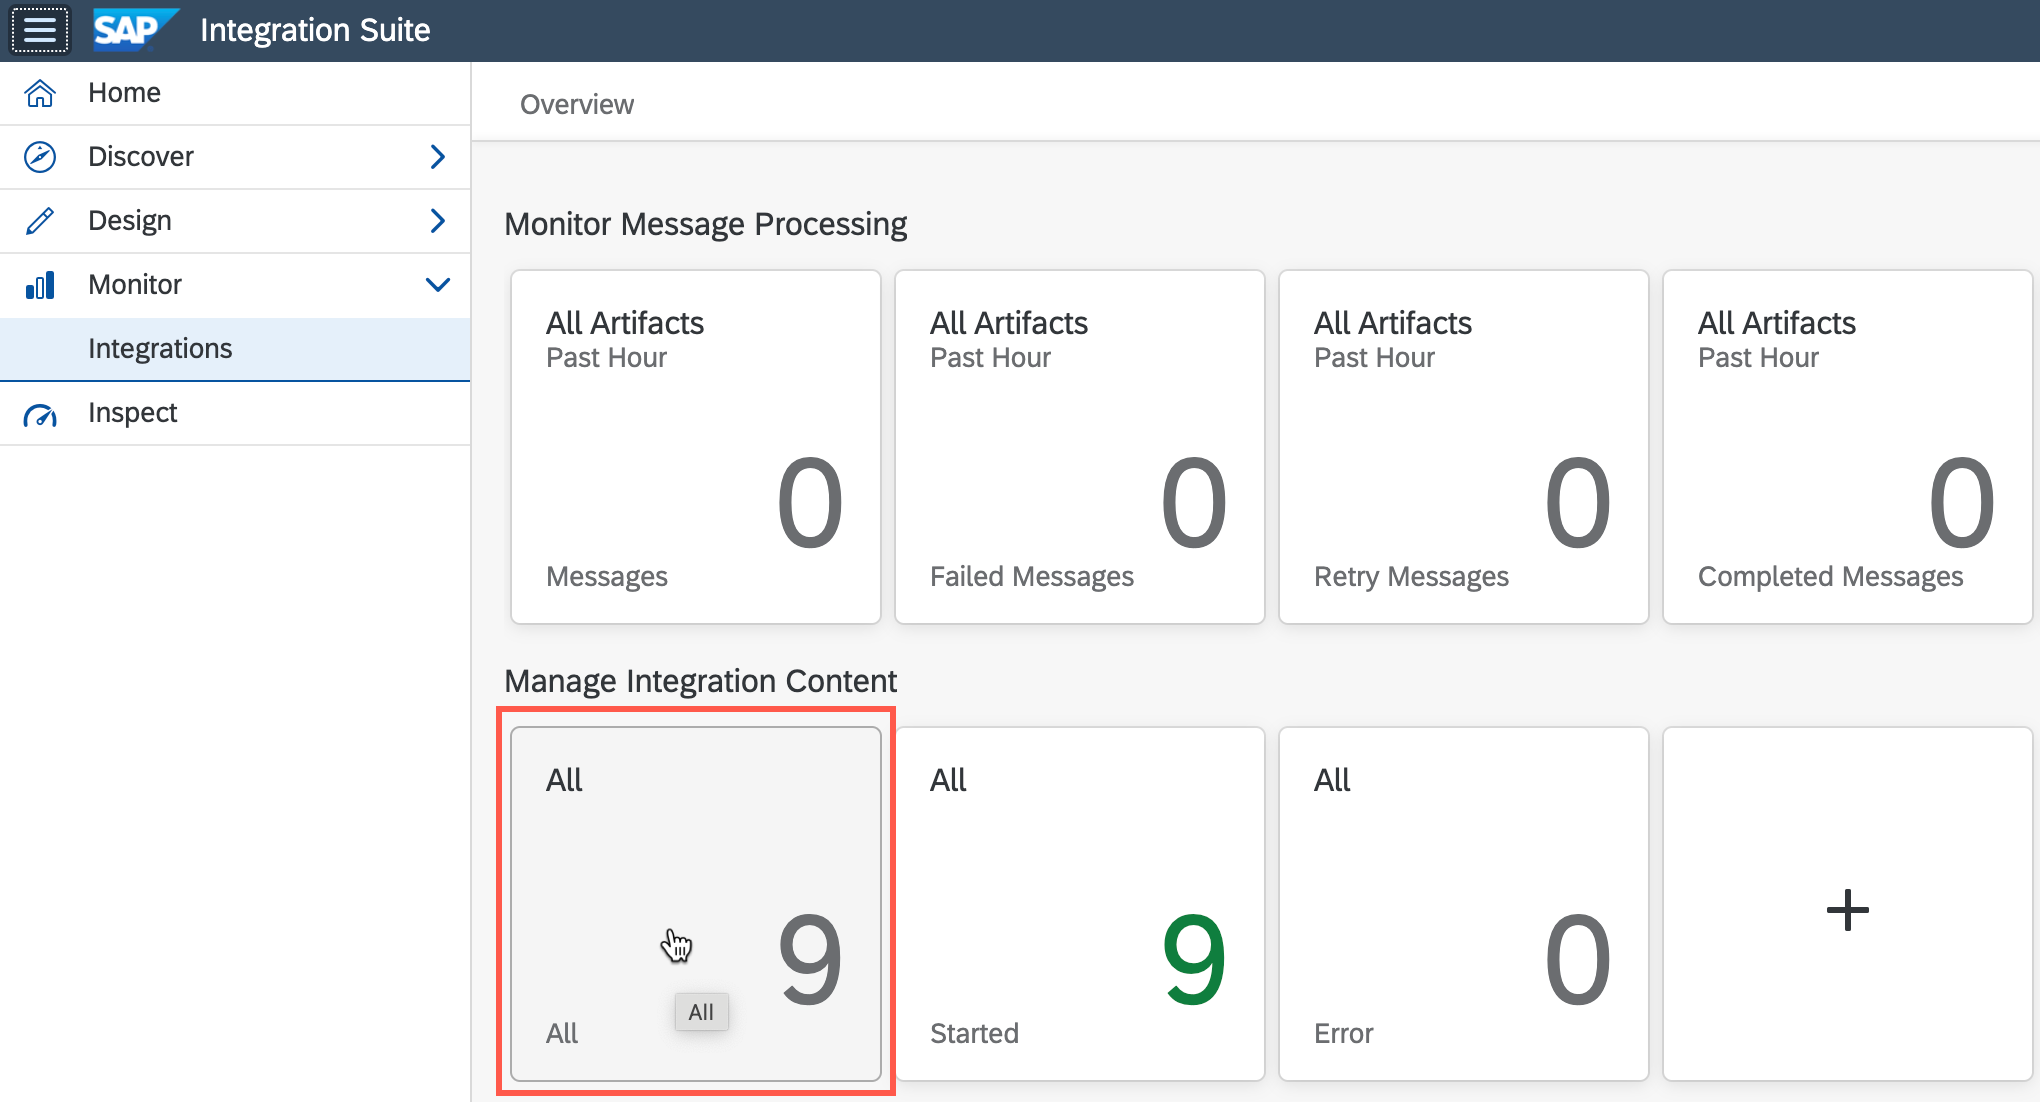 SAP Integration Suite
Home
Discover
Design
Monitor
Integrations
Inspect
Overview
Monitor Message Processing
All Artifacts
Past Hour
0
Messages
All Artifacts
Past Hour
0
Failed Messages
All Artifacts
Past Hour
0
Retry Messages
All Artifacts
Past Hour
0
Completed Messages
Manage Integration Content
All
9
All
All
All
9
Started
All
0
Error
+